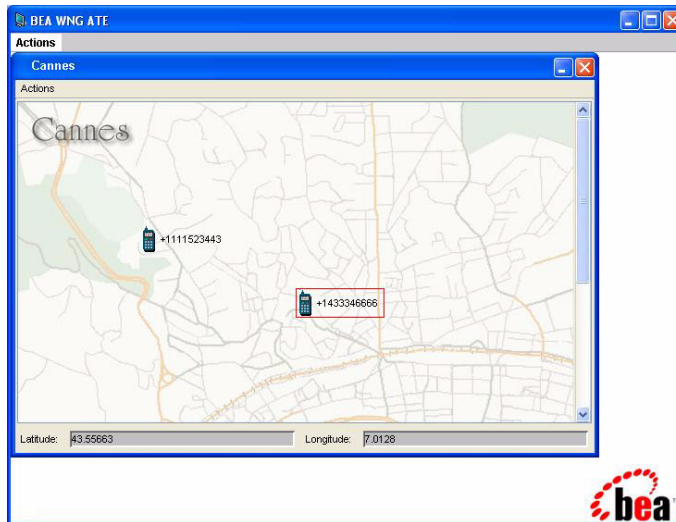 BEA WNG ATE
Actions
Cannes
Actions
Cannes
+1111523443
+1433346666
Latitude: 43.55663 Longitude: 7.0128
bea